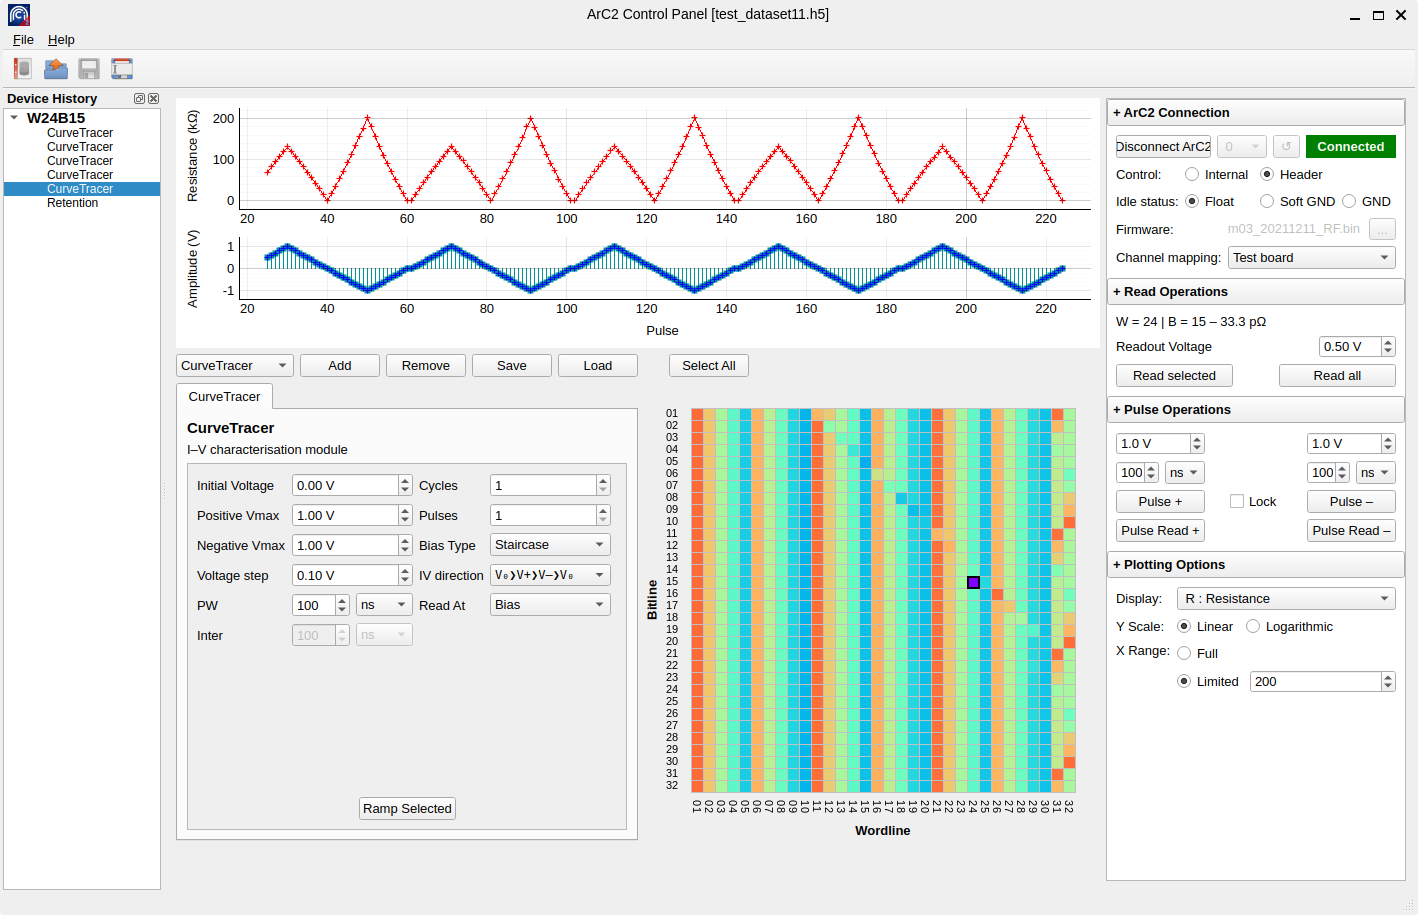 ArC2 Control Panel [test_dataset11.h5]
File Help
Device History
W24B15
CurveTracer
CurveTracer
CurveTracer
CurveTracer
CurveTracer
Retention
Resistance (kΩ)
200
100
0
20 40 60 80 100 120 140 160 180 200 220
Amplitude (V)
1
0
-1
20 40 60 80 100 120 140 160 180 200 220
Pulse
CurveTracer Add Remove Save Load Select All
CurveTracer
CurveTracer
I–V characterisation module
Initial Voltage 0.00 V Cycles 1
Positive Vmax 1.00 V Pulses 1
Negative Vmax 1.00 V Bias Type Staircase
Voltage step 0.10 V IV direction V₀❯V+❯V−❯V₀
PW 100 ns Read At Bias
Inter 100 ns
Ramp Selected
Bitline
01
02
03
04
05
06
07
08
09
10
11
12
13
14
15
16
17
18
19
20
21
22
23
24
25
26
27
28
29
30
31
32
01 02 03 04 05 06 07 08 09 10 11 12 13 14 15 16 17 18 19 20 21 22 23 24 25 26 27 28 29 30 31 32
Wordline
+ ArC2 Connection
Disconnect ArC2 0 ↺ Connected
Control: Internal Header
Idle status: Float Soft GND GND
Firmware: m03_20211211_RF.bin ...
Channel mapping: Test board
+ Read Operations
W = 24 | B = 15 – 33.3 pΩ
Readout Voltage 0.50 V
Read selected Read all
+ Pulse Operations
1.0 V 1.0 V
100 ns 100 ns
Pulse + Lock Pulse –
Pulse Read + Pulse Read –
+ Plotting Options
Display: R : Resistance
Y Scale: Linear Logarithmic
X Range: Full
Limited 200